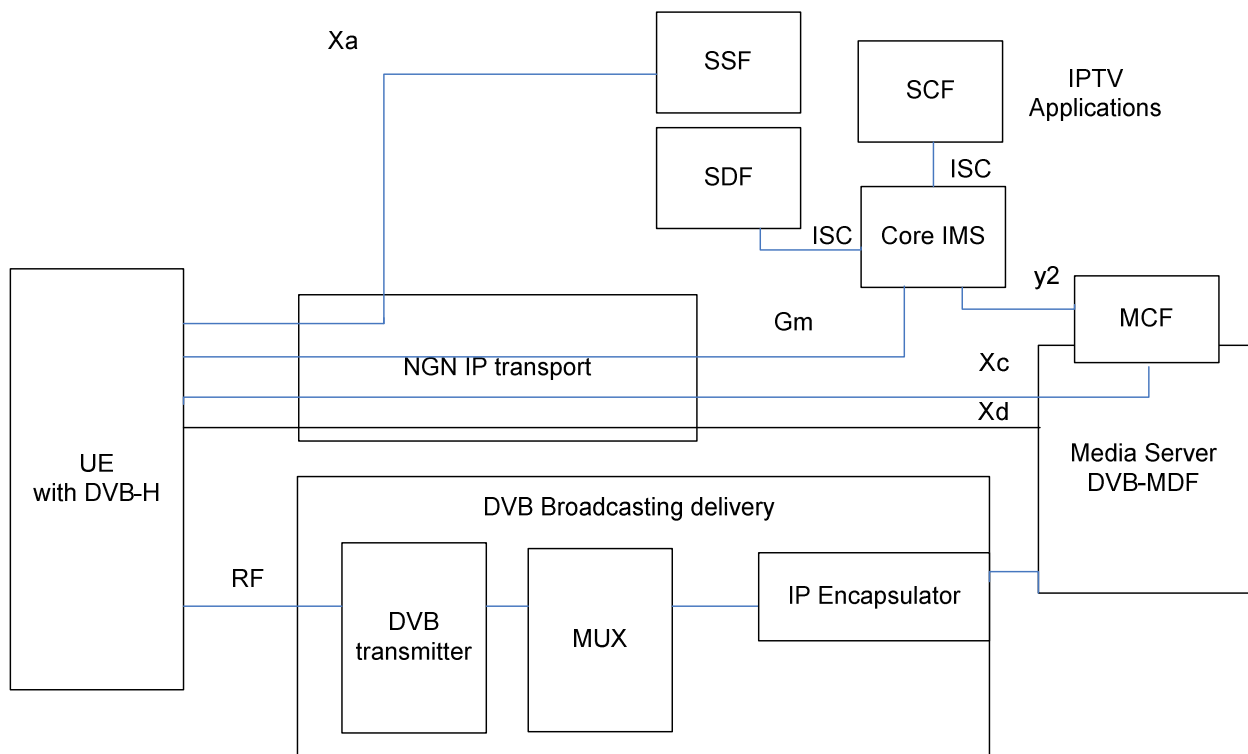 Xa
SSF
SCF
IPTV
Applications
SDF
ISC
ISC
Core IMS
y2
MCF
Gm
NGN IP transport
Xc
Xd
UE
with DVB-H
Media Server
DVB-MDF
DVB Broadcasting delivery
RF
DVB
transmitter
MUX
IP Encapsulator